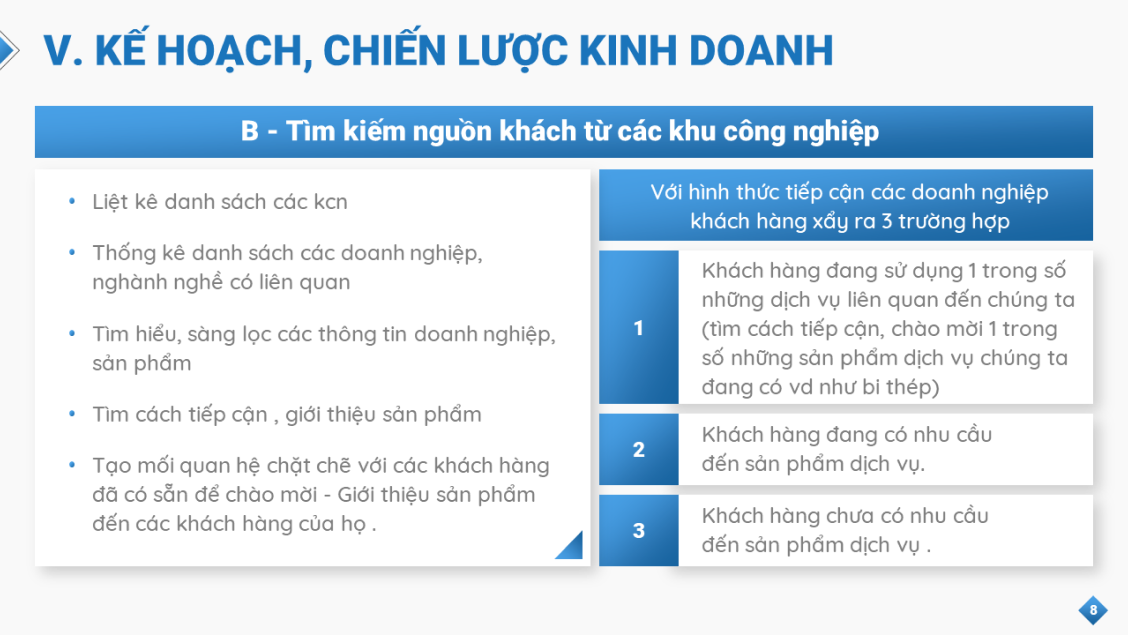 V. KẾ HOẠCH, CHIẾN LƯỢC KINH DOANH
B - Tìm kiếm nguồn khách từ các khu công nghiệp
• Liệt kê danh sách các kcn
• Thống kê danh sách các doanh nghiệp,
nghành nghề có liên quan
• Tìm hiểu, sàng lọc các thông tin doanh nghiệp,
sản phẩm
• Tìm cách tiếp cận , giới thiệu sản phẩm
• Tạo mối quan hệ chặt chẽ với các khách hàng
đã có sẵn để chào mời - Giới thiệu sản phẩm
đến các khách hàng của họ .
Với hình thức tiếp cận các doanh nghiệp
khách hàng xẩy ra 3 trường hợp
1
Khách hàng đang sử dụng 1 trong số
những dịch vụ liên quan đến chúng ta
(tìm cách tiếp cận, chào mời 1 trong
số những sản phẩm dịch vụ chúng ta
đang có vd như bi thép)
2
Khách hàng đang có nhu cầu
đến sản phẩm dịch vụ.
3
Khách hàng chưa có nhu cầu
đến sản phẩm dịch vụ .
8